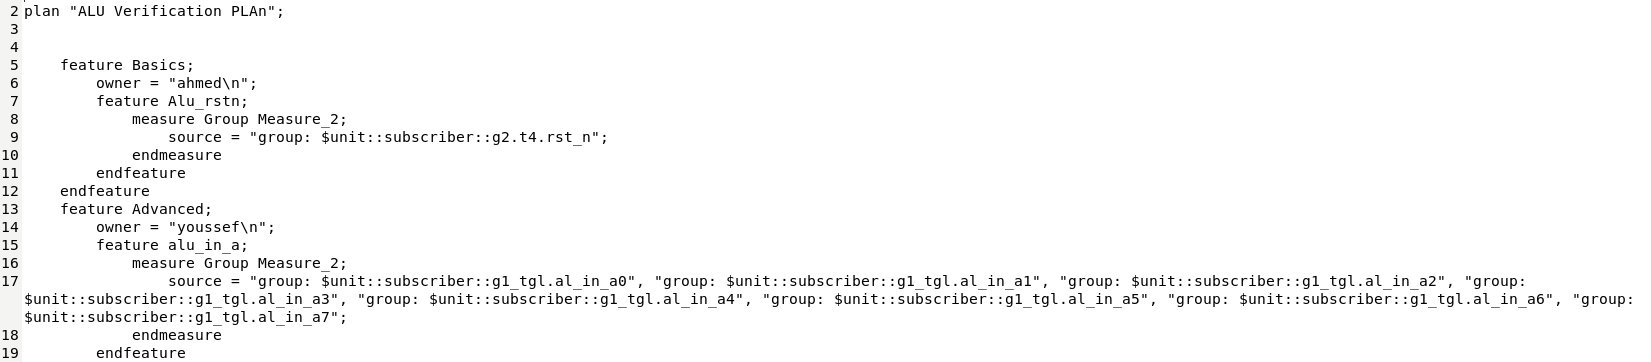 2 plan "ALU Verification PLAn";
3
4
5     feature Basics;
6         owner = "ahmed\n";
7         feature Alu_rstn;
8             measure Group Measure_2;
9                 source = "group: $unit::subscriber::g2.t4.rst_n";
10             endmeasure
11         endfeature
12     endfeature
13     feature Advanced;
14         owner = "youssef\n";
15         feature alu_in_a;
16             measure Group Measure_2;
17                 source = "group: $unit::subscriber::g1_tgl.al_in_a0", "group: $unit::subscriber::g1_tgl.al_in_a1", "group: $unit::subscriber::g1_tgl.al_in_a2", "group:
$unit::subscriber::g1_tgl.al_in_a3", "group: $unit::subscriber::g1_tgl.al_in_a4", "group: $unit::subscriber::g1_tgl.al_in_a5", "group: $unit::subscriber::g1_tgl.al_in_a6", "group:
$unit::subscriber::g1_tgl.al_in_a7";
18             endmeasure
19         endfeature